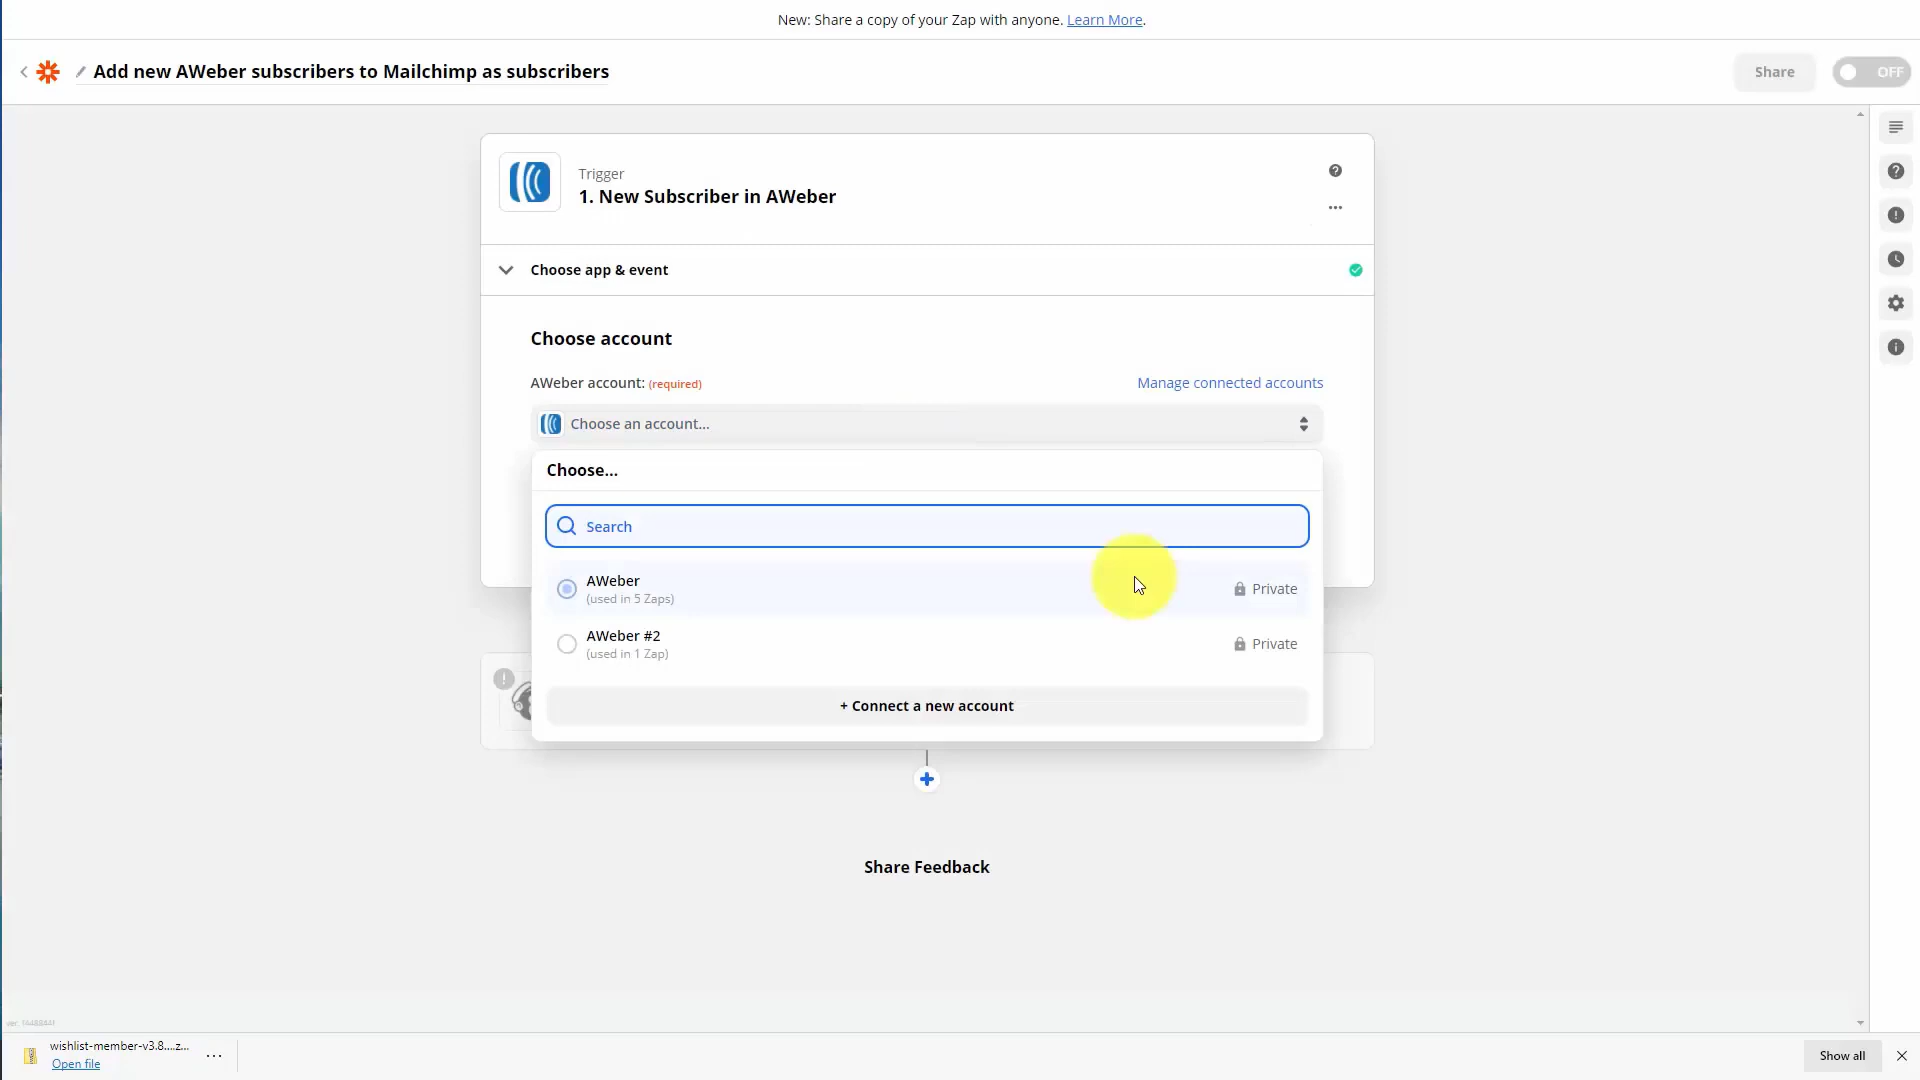 New: Share a copy of your Zap with anyone. Learn More.
Add new AWeber subscribers to Mailchimp as subscribers
Share
OFF
Trigger
1. New Subscriber in AWeber
Choose app & event
Choose account
AWeber account: (required)
Manage connected accounts
Choose an account...
Choose...
Search
AWeber
(used in 5 Zaps)
Private
AWeber #2
(used in 1 Zap)
Private
+ Connect a new account
Share Feedback
wishlist-member-v3.8....z...
Open file
Show all